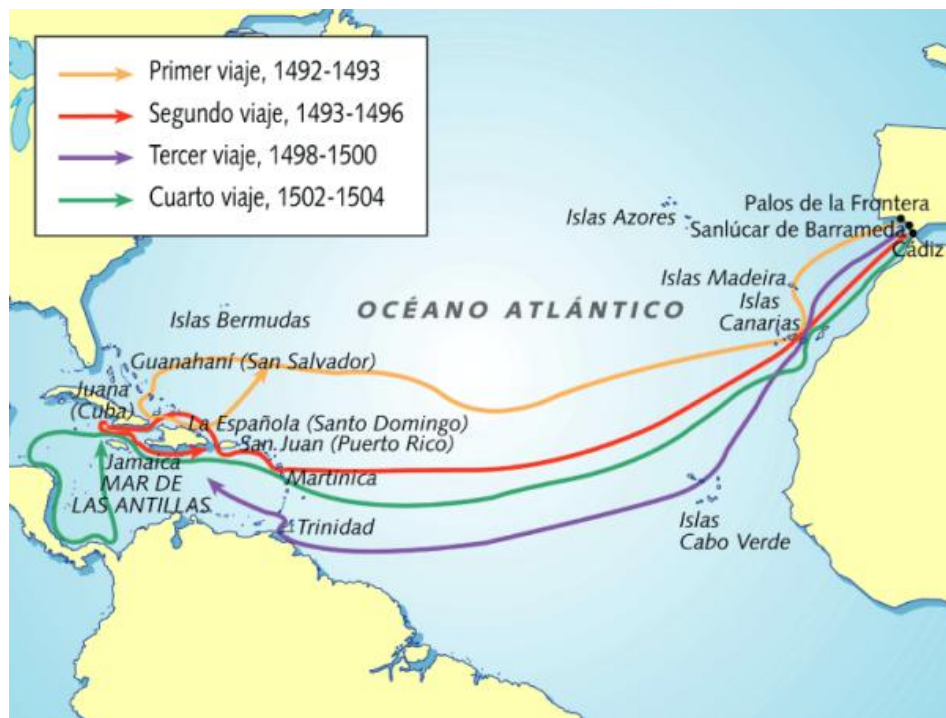 Primer viaje, 1492-1493
Segundo viaje, 1493-1496
Tercer viaje, 1498-1500
Cuarto viaje, 1502-1504
Palos de la Frontera
Islas Azores
Sanlúcar de Barrameda
Cádiz
Islas Madeira
Islas
Canarias
OCÉANO ATLÁNTICO
Islas Bermudas
Guanahaní (San Salvador)
Juana
(Cuba)
La Española (Santo Domingo)
San Juan (Puerto Rico)
Jamaica
Martinica
MAR DE
LAS ANTILLAS
Trinidad
Islas
Cabo Verde